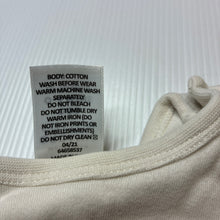 BODY: COTTON
WASH BEFORE WEAR
WARM MACHINE WASH
SEPARATELY
DO NOT BLEACH
DO NOT TUMBLE DRY
WARM IRON (DO
NOT IRON PRINTS OR
EMBELLISHMENTS)
DO NOT DRY CLEAN
04/21
64658537